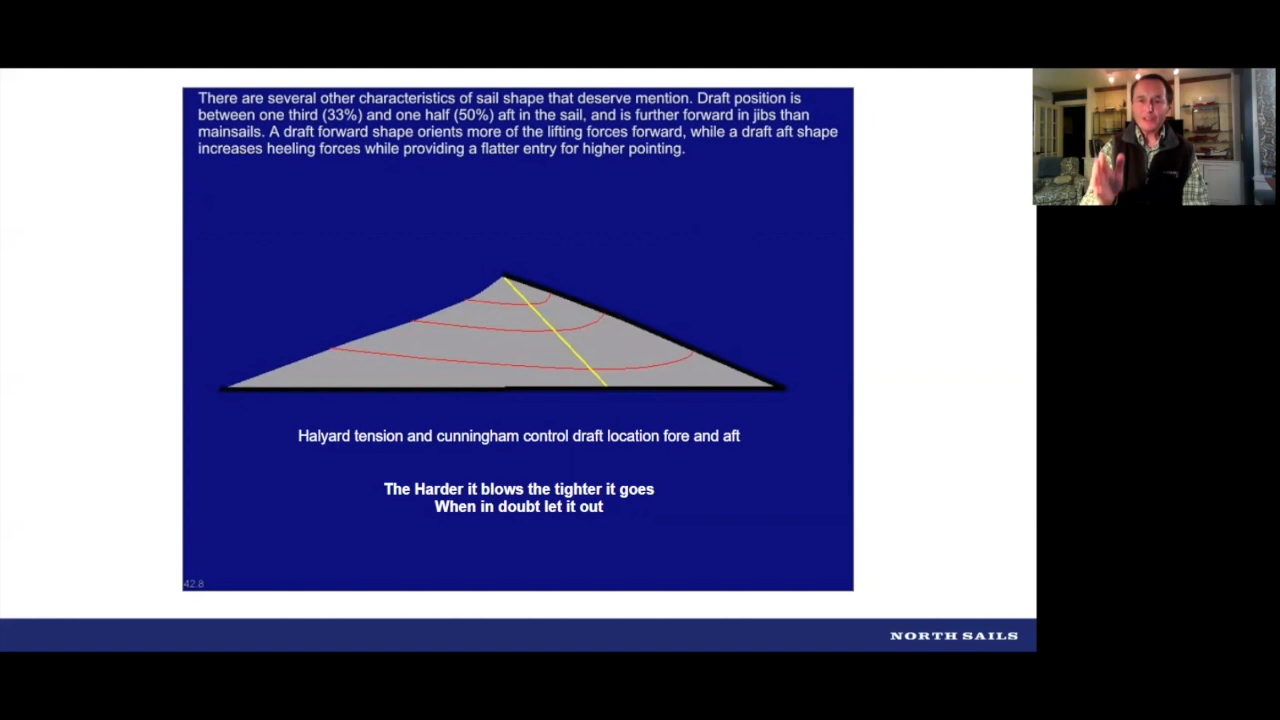 There are several other characteristics of sail shape that deserve mention. Draft position is
between one third (33%) and one half (50%) aft in the sail, and is further forward in jibs than
mainsails. A draft forward shape orients more of the lifting forces forward, while a draft aft shape
increases heeling forces while providing a flatter entry for higher pointing.
Halyard tension and cunningham control draft location fore and aft
The Harder it blows the tighter it goes
When in doubt let it out
42.8
NORTH SAILS